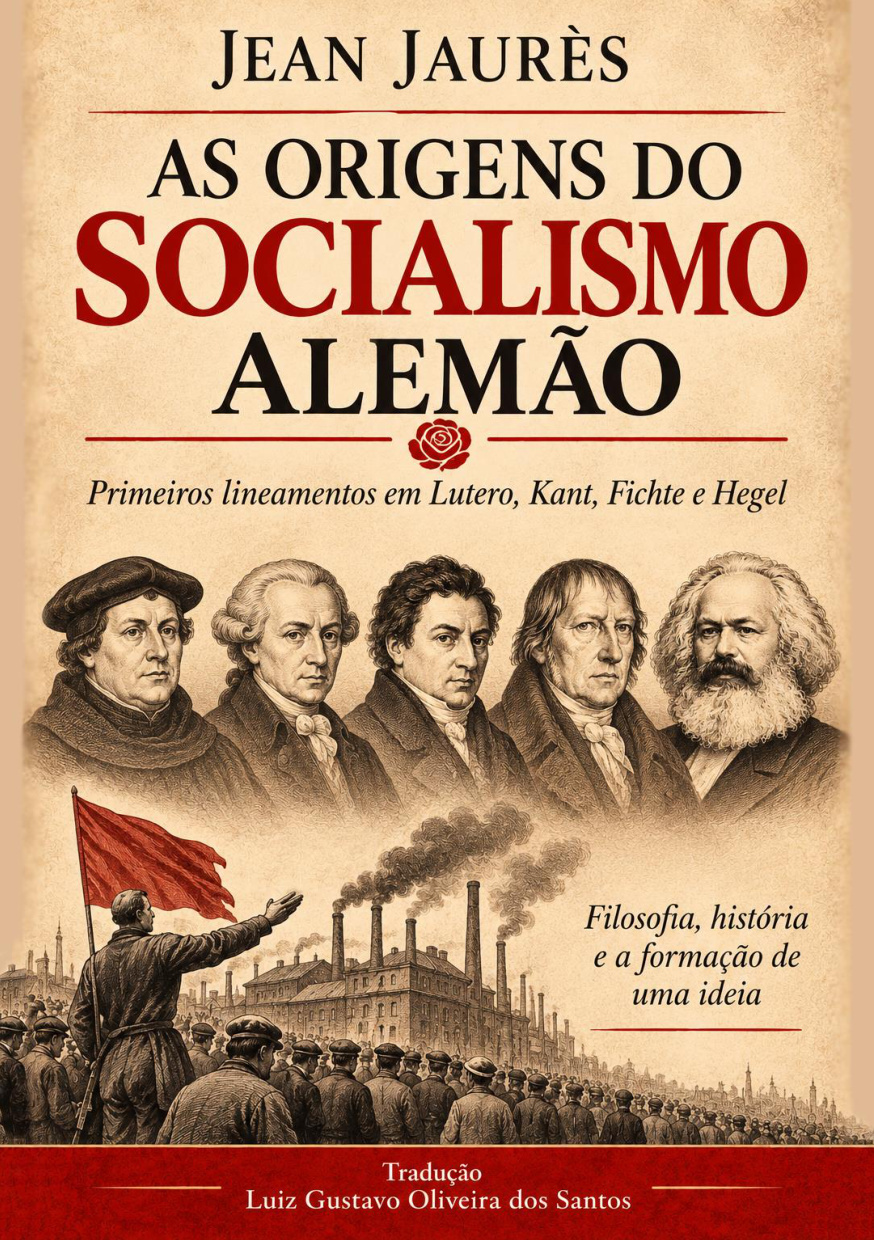 JEAN JAURÈS
AS ORIGENS DO
SOCIALISMO
ALEMÃO
Primeiros lineamentos em Lutero, Kant, Fichte e Hegel
Filosofia, história
e a formação de
uma ideia
Tradução
Luiz Gustavo Oliveira dos Santos